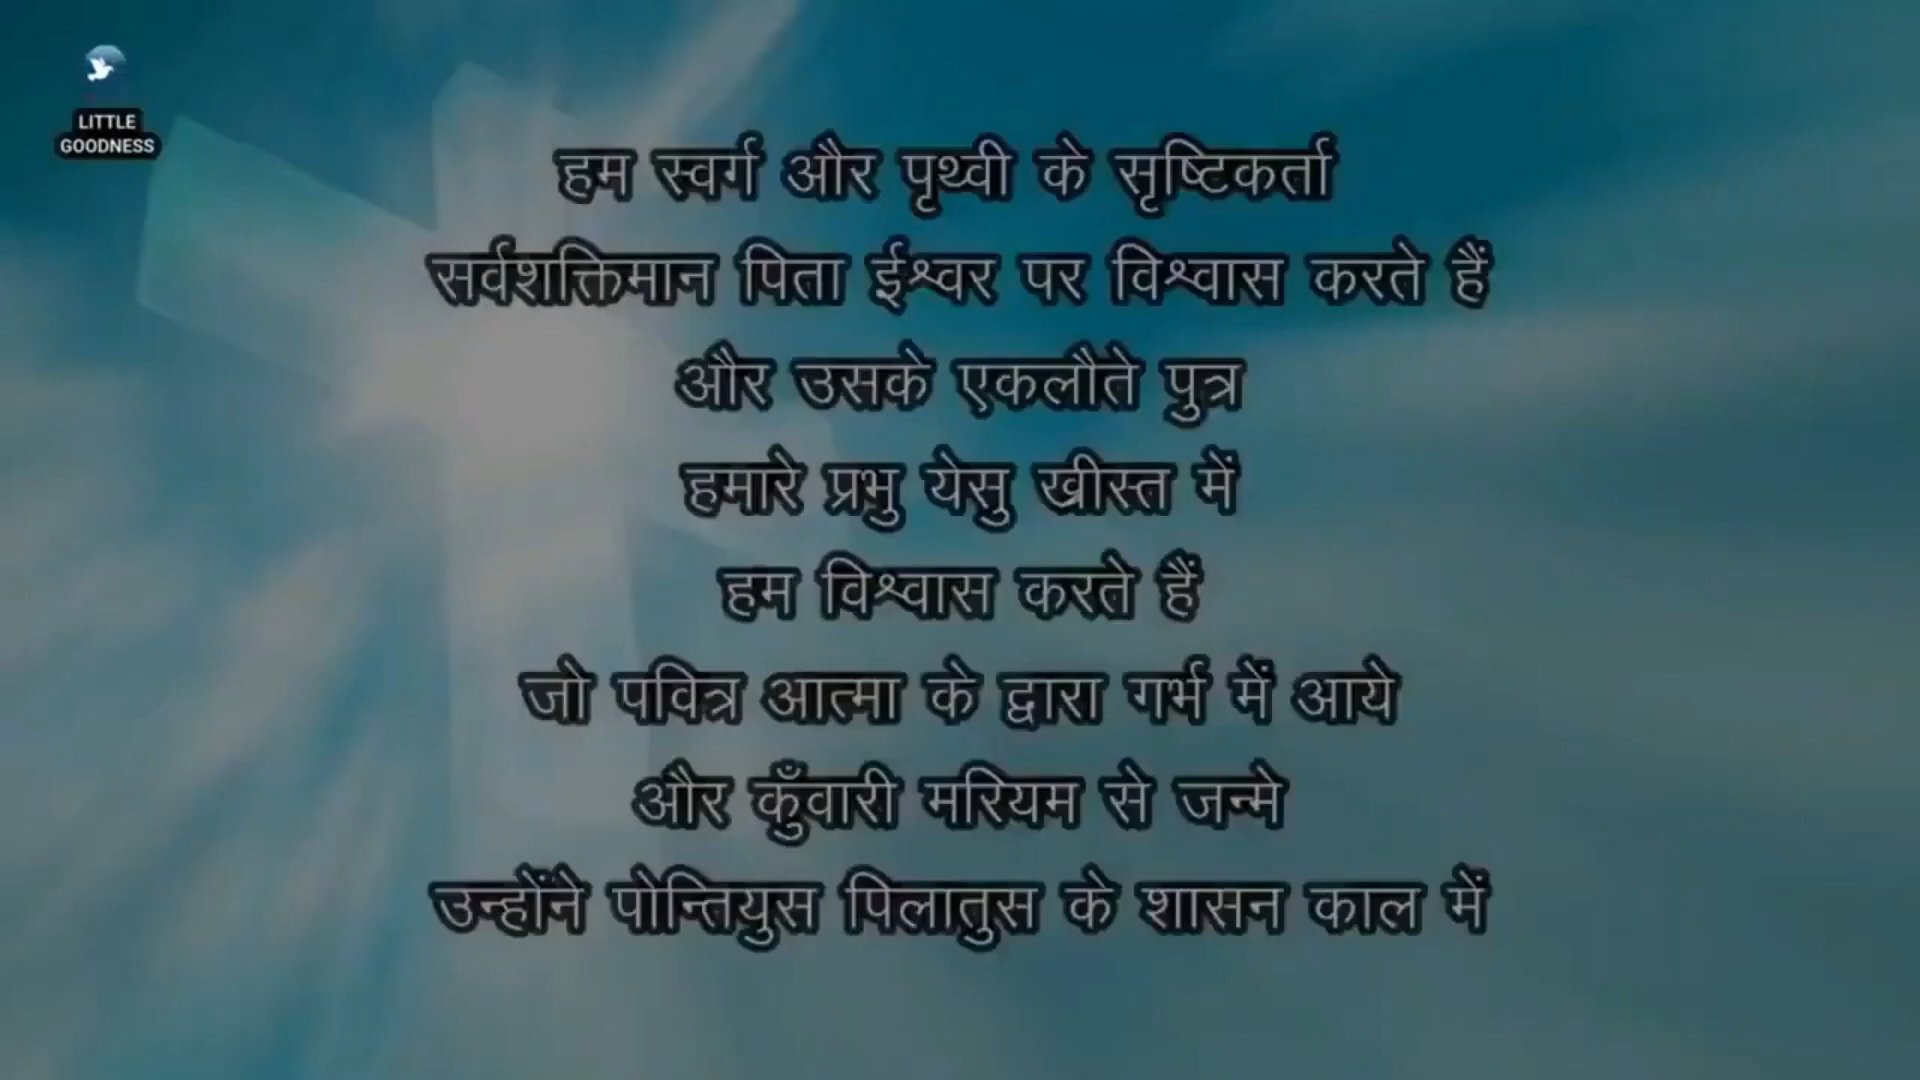 LITTLE
GOODNESS
हम स्वर्ग और पृथ्वी के सृष्टिकर्ता
सर्वशक्तिमान पिता ईश्वर पर विश्वास करते हैं
और उसके एकलौते पुत्र
हमारे प्रभु येसु ख्रीस्त में
हम विश्वास करते हैं
जो पवित्र आत्मा के द्वारा गर्भ में आये
और कुँवारी मरियम से जन्मे
उन्होंने पोन्तियुस पिलातुस के शासन काल में